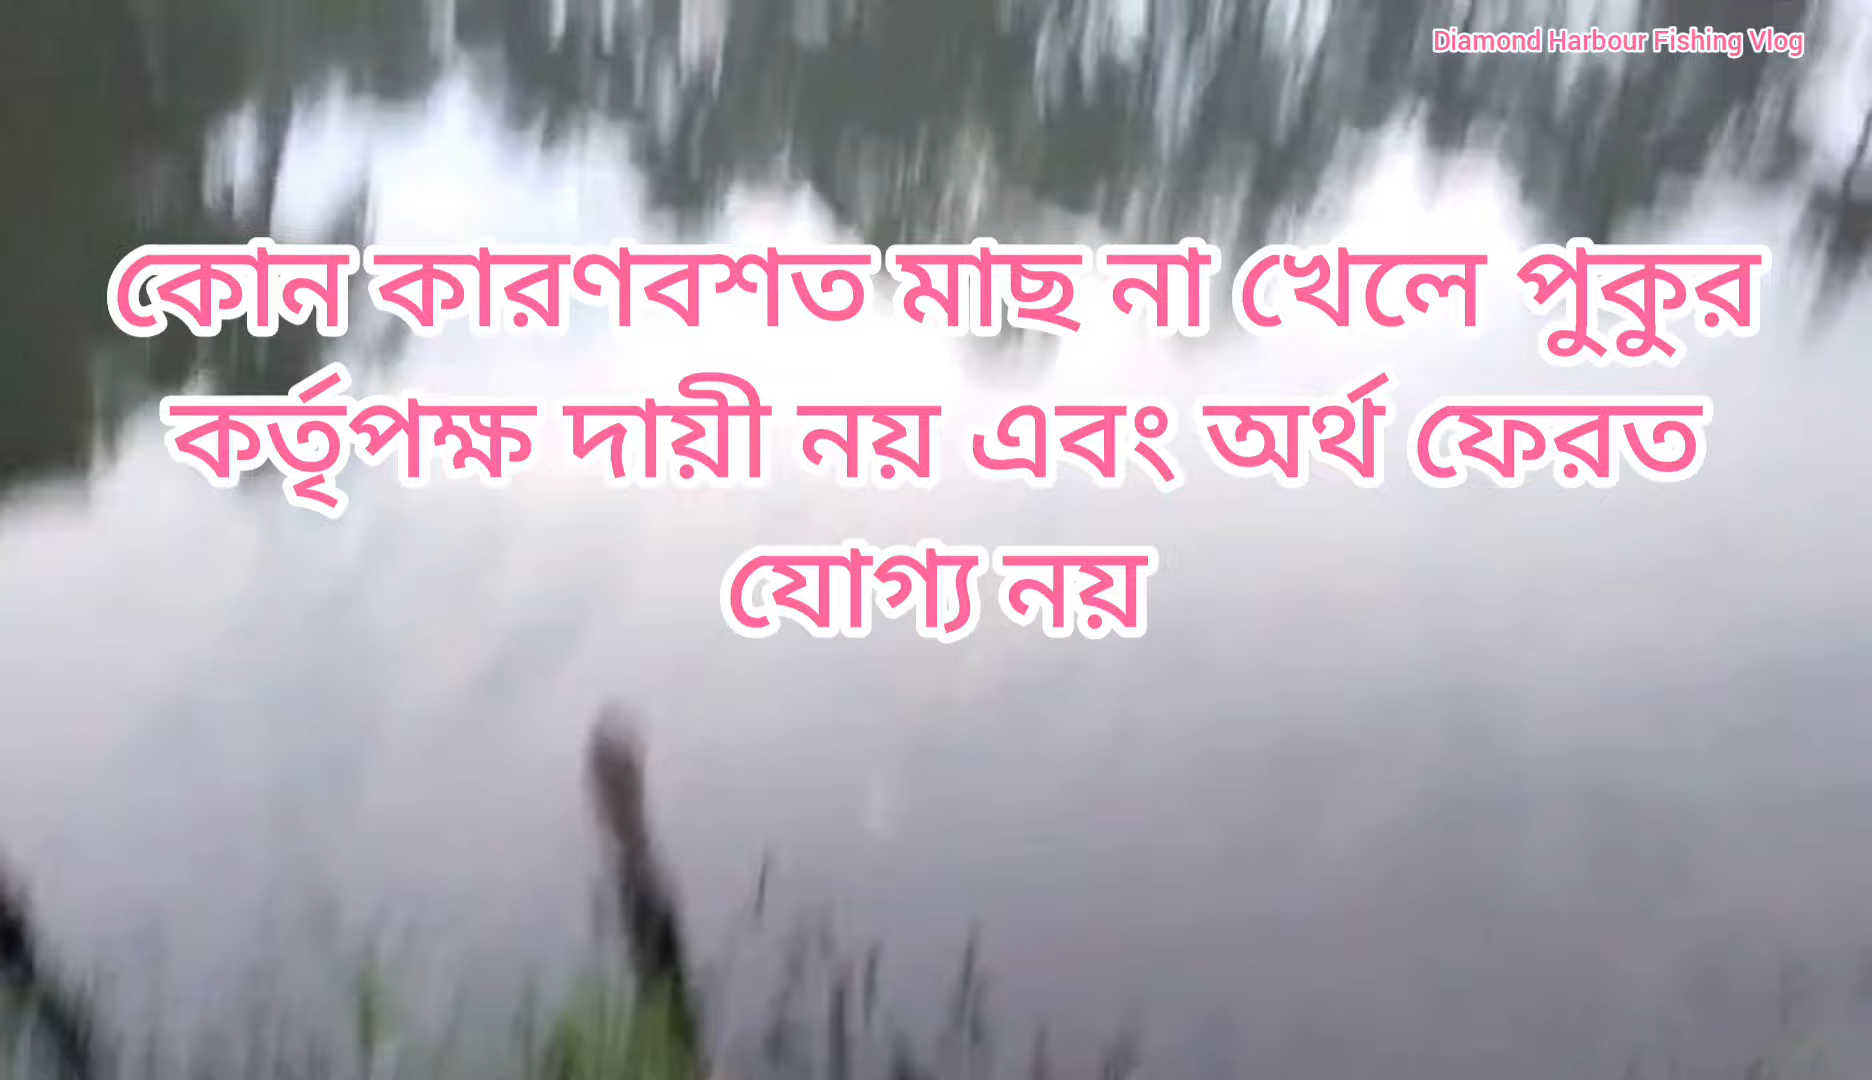 Diamond Harbour Fishing Vlog
কোন কারণবশত মাছ না খেলে পুকুর
কর্তৃপক্ষ দায়ী নয় এবং অর্থ ফেরত
যোগ্য নয়